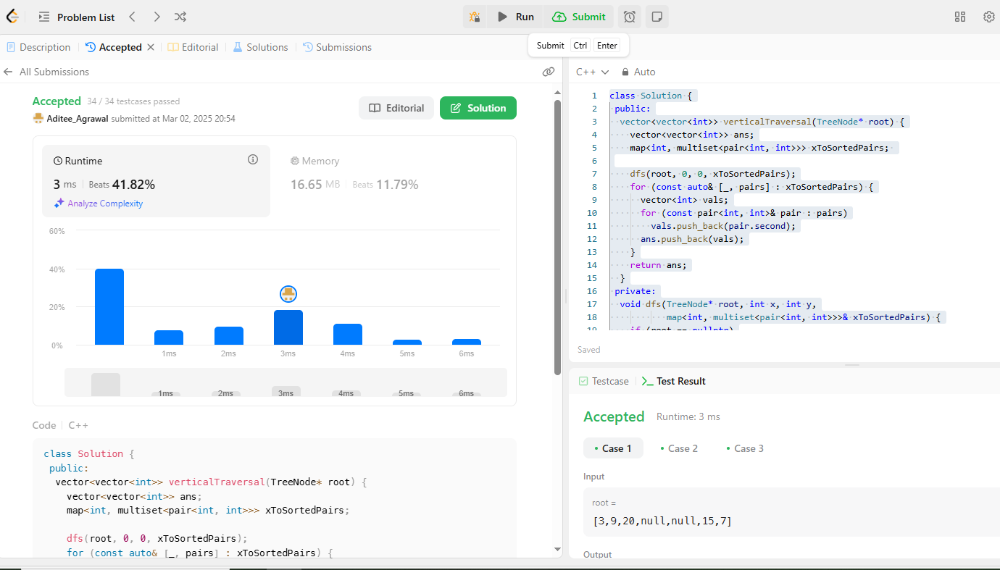 Problem List
Run
Submit
Description
Accepted
Editorial
Solutions
Submissions
Submit Ctrl Enter
All Submissions
Accepted 34 / 34 testcases passed
Aditee_Agrawal submitted at Mar 02, 2025 20:54
Editorial
Solution
Runtime
3 ms Beats 41.82%
Analyze Complexity
Memory
16.65 MB Beats 11.79%
60%
40%
20%
0%
1ms 2ms 3ms 4ms 5ms 6ms
1ms 2ms 3ms 4ms 5ms 6ms
Code C++
class Solution {
public:
vector<vector<int>> verticalTraversal(TreeNode* root) {
vector<vector<int>> ans;
map<int, multiset<pair<int, int>>> xToSortedPairs;
dfs(root, 0, 0, xToSortedPairs);
for (const auto& [_, pairs] : xToSortedPairs) {
C++ Auto
1 class Solution {
2 public:
3 vector<vector<int>> verticalTraversal(TreeNode* root) {
4 vector<vector<int>> ans;
5 map<int, multiset<pair<int, int>>> xToSortedPairs;
6
7 dfs(root, 0, 0, xToSortedPairs);
8 for (const auto& [_, pairs] : xToSortedPairs) {
9 vector<int> vals;
10 for (const pair<int, int>& pair : pairs)
11 vals.push_back(pair.second);
12 ans.push_back(vals);
13 }
14 return ans;
15 }
16 private:
17 void dfs(TreeNode* root, int x, int y,
18 map<int, multiset<pair<int, int>>>& xToSortedPairs) {
19 if (root == nullptr)
Saved
Testcase
Test Result
Accepted Runtime: 3 ms
Case 1 Case 2 Case 3
Input
root =
[3,9,20,null,null,15,7]
Output